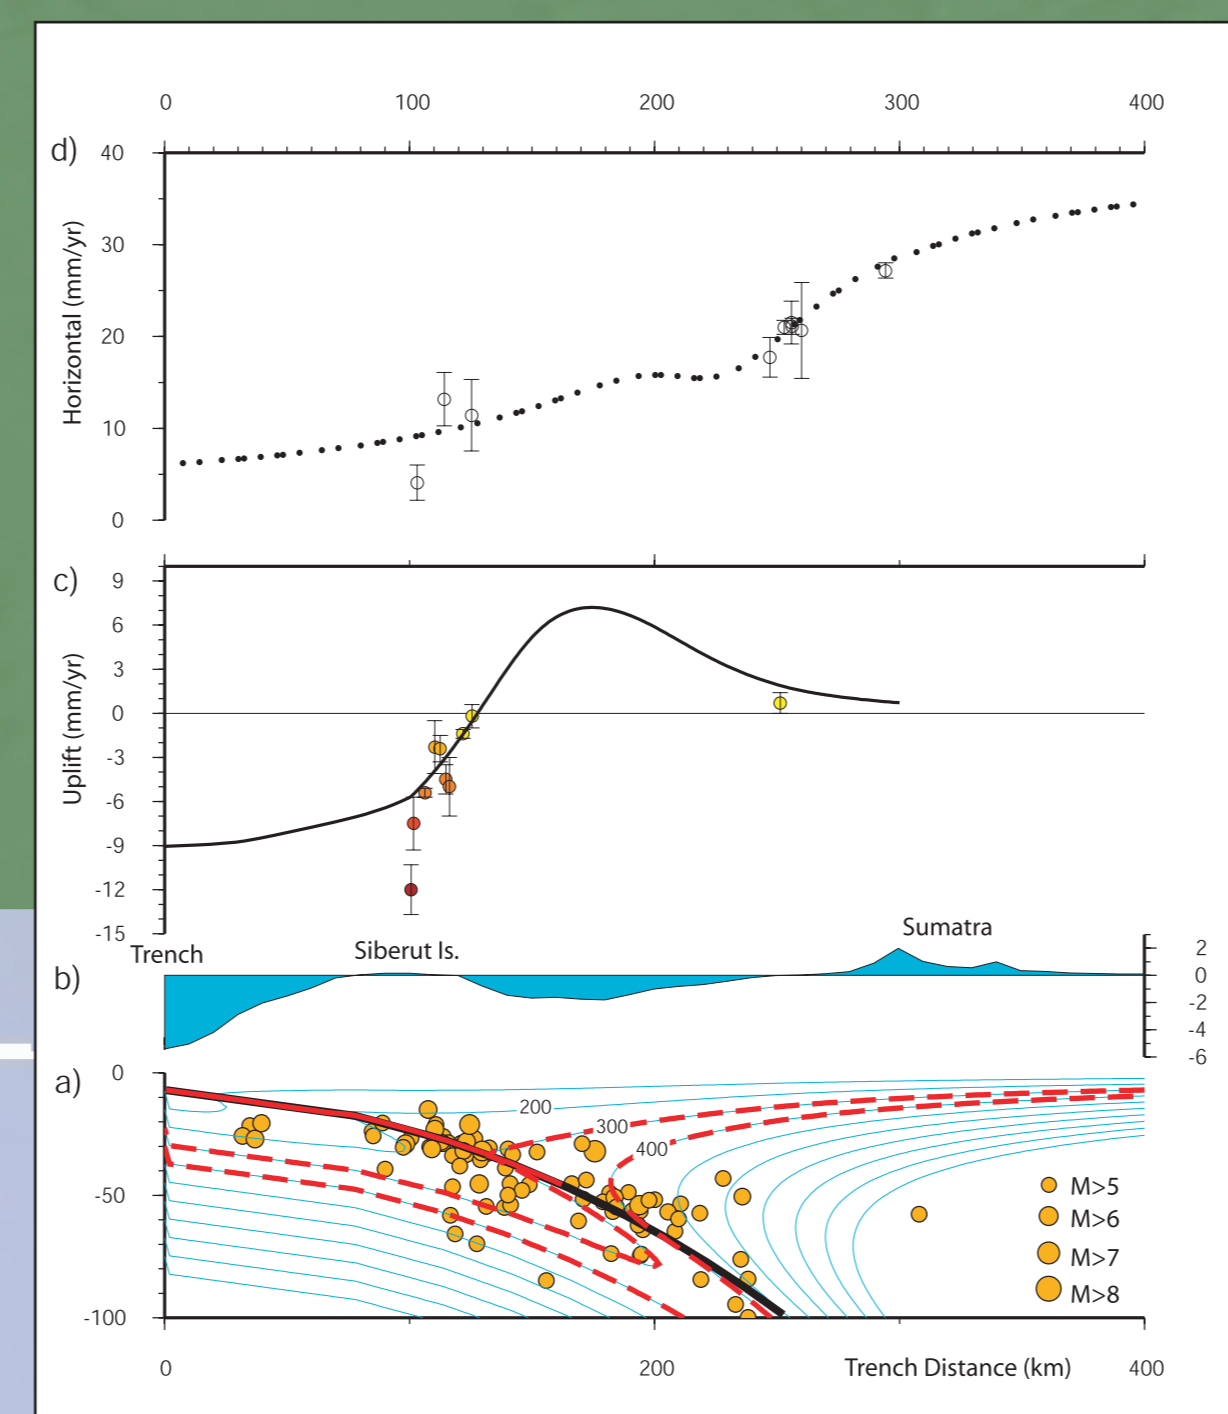 0 100 200 300 400
d)
40
30
20
10
0
Horizontal (mm/yr)
c)
9
6
3
0
-3
-6
-9
-12
-15
Uplift (mm/yr)
Trench
Siberut Is.
Sumatra
b)
2
0
-2
-4
-6
a)
0
-50
-100
200
300
400
M>5
M>6
M>7
M>8
0 200 Trench Distance (km) 400